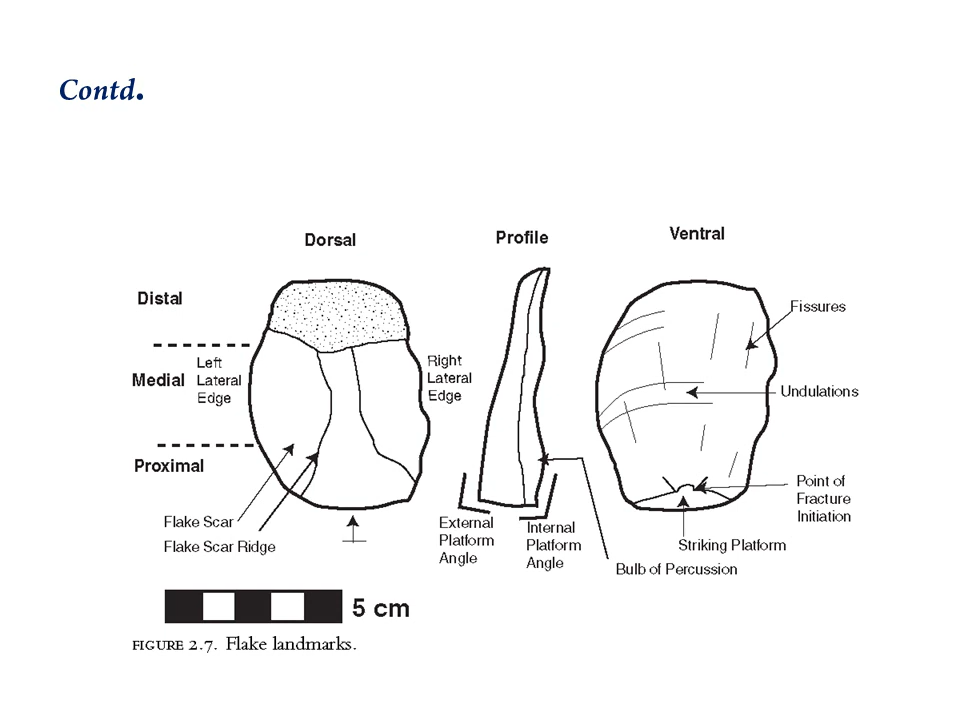 Contd.
Dorsal
Profile
Ventral
Distal
Medial
Proximal
Left
Lateral
Edge
Right
Lateral
Edge
Fissures
Undulations
Point of
Fracture
Initiation
Flake Scar
Flake Scar Ridge
External
Platform
Angle
Internal
Platform
Angle
Striking Platform
Bulb of Percussion
5 cm
FIGURE 2.7. Flake landmarks.